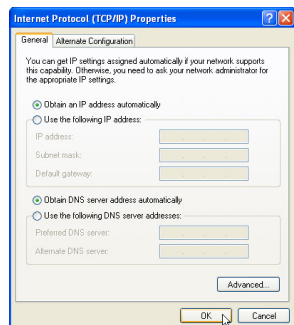 Internet Protocol (TCP/IP) Properties
General
Alternate Configuration
You can get IP settings assigned automatically if your network supports
this capability. Otherwise, you need to ask your network administrator for
the appropriate IP settings.
Obtain an IP address automatically
Use the following IP address:
IP address:
Subnet mask:
Default gateway:
Obtain DNS server address automatically
Use the following DNS server addresses:
Preferred DNS server:
Alternate DNS server:
Advanced...
OK
Cancel